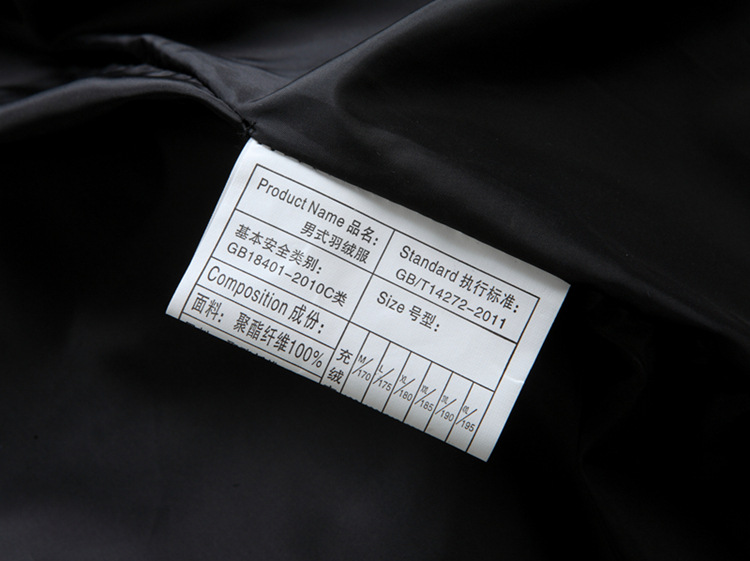 Product Name 品名:
男式羽绒服
Standard 执行标准:
GB/T14272-2011
基本安全类别:
GB18401-2010C类
Size 号型:
Composition 成份:
面料: 聚酯纤维100%
充绒
M/170
L/175
XL/180
/185
/190
/195